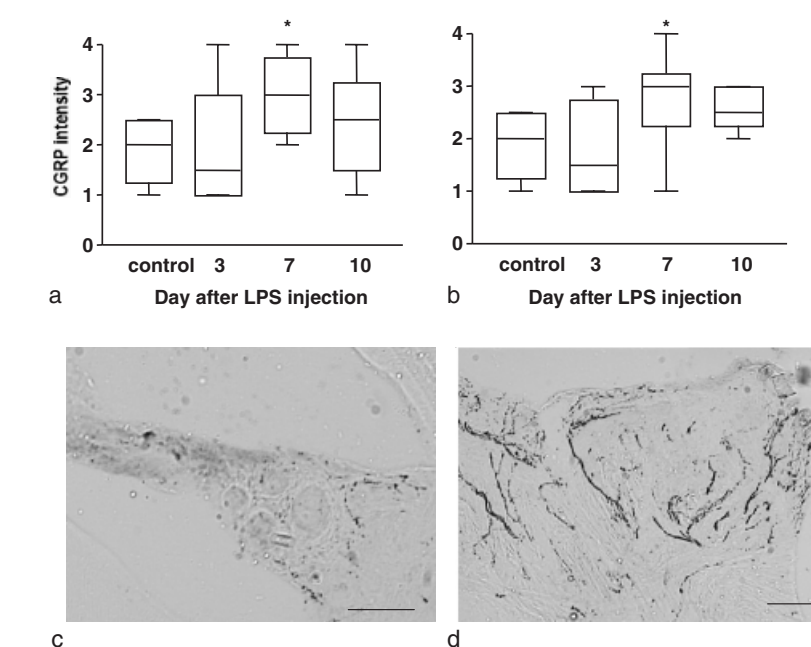 *
4
3
2
1
0
CGRP intensity
control 3 7 10
Day after LPS injection
a
*
4
3
2
1
0
control 3 7 10
Day after LPS injection
b
c
d